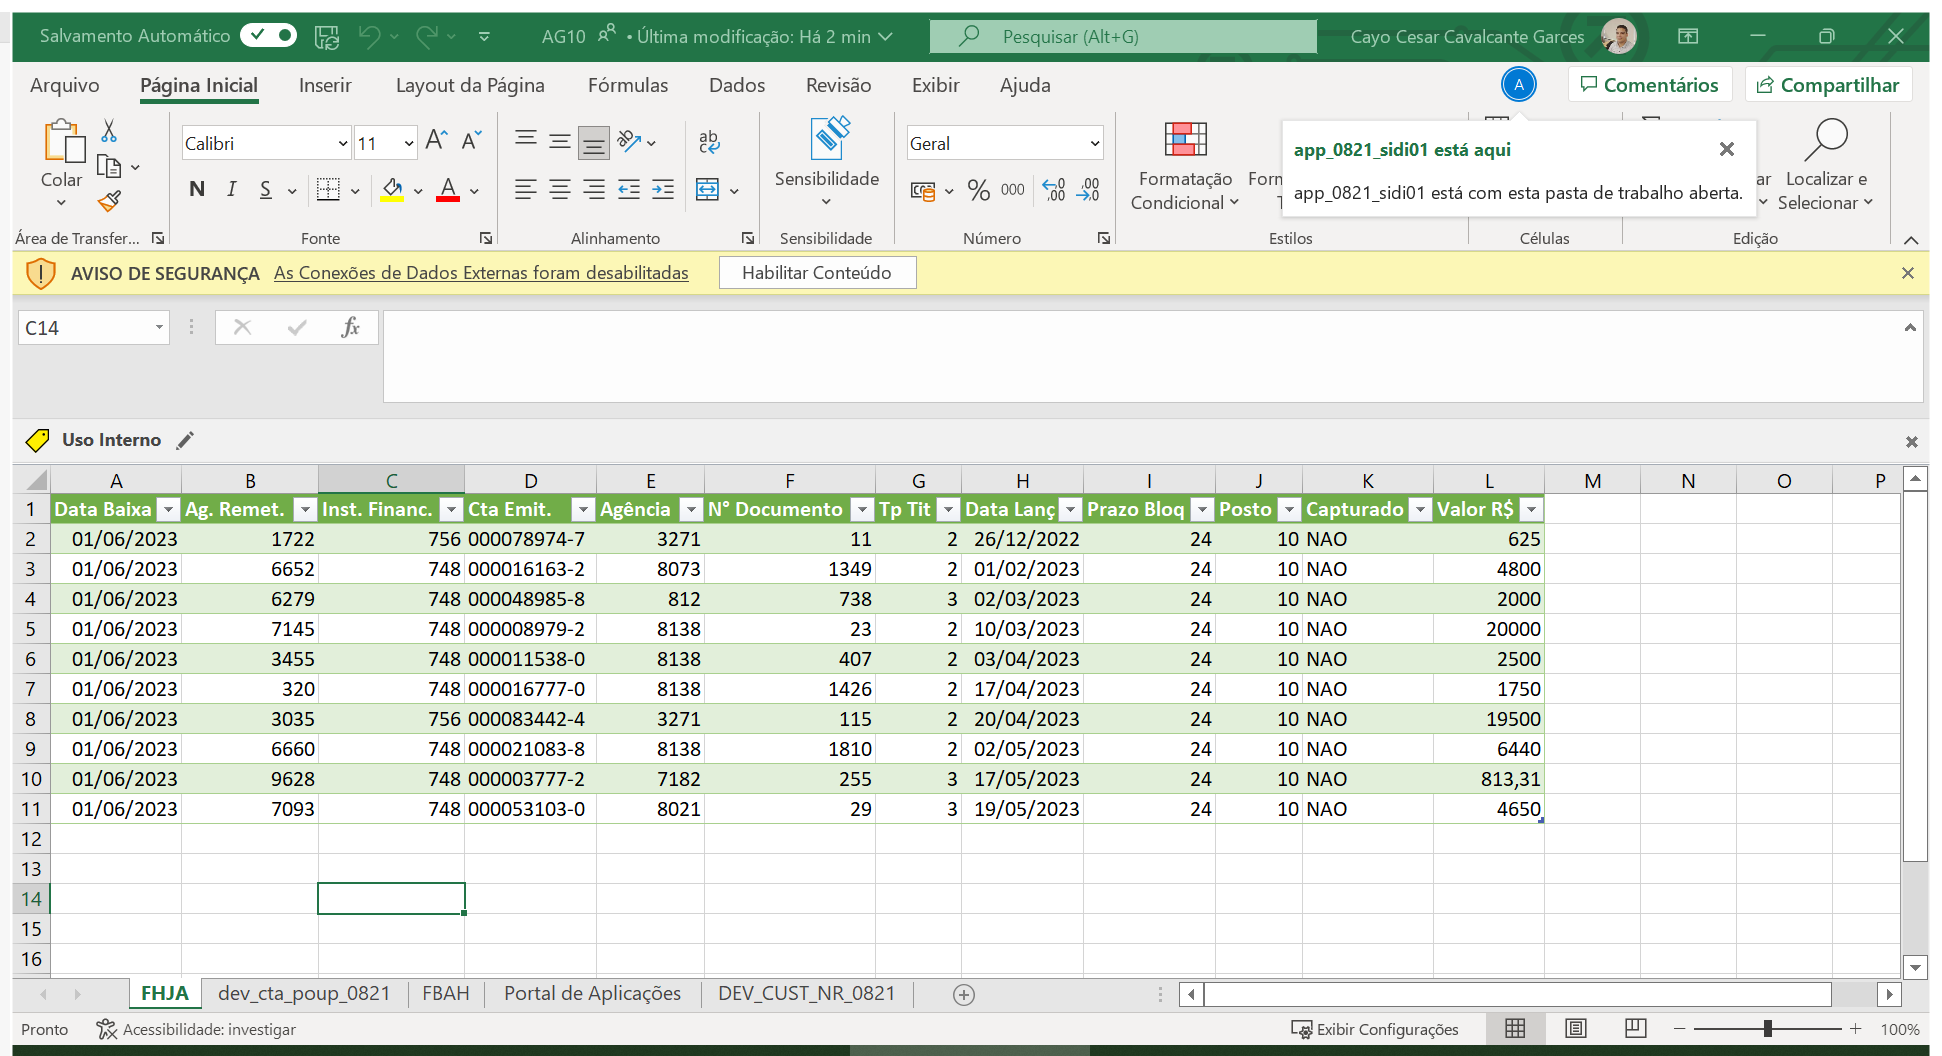 Salvamento Automático
AG10 • Última modificação: Há 2 min
Pesquisar (Alt+G)
Cayo Cesar Cavalcante Garces
Arquivo Página Inicial Inserir Layout da Página Fórmulas Dados Revisão Exibir Ajuda
A
Comentários
Compartilhar
Colar
Área de Transfer...
Calibri 11
N I S
Fonte
ab
Alinhamento
Sensibilidade
Sensibilidade
Geral
% 000 ,00 ,00
Número
Formatação
Condicional
Estilos
app_0821_sidi01 está aqui
app_0821_sidi01 está com esta pasta de trabalho aberta.
Células
Localizar e
Selecionar
Edição
AVISO DE SEGURANÇA As Conexões de Dados Externas foram desabilitadas Habilitar Conteúdo
C14 fx
Uso Interno
A B C D E F G H I J K L M N O P
1 Data Baixa Ag. Remet. Inst. Financ. Cta Emit. Agência N° Documento Tp Tit Data Lanç Prazo Bloq Posto Capturado Valor R$
2 01/06/2023 1722 756 000078974-7 3271 11 2 26/12/2022 24 10 NAO 625
3 01/06/2023 6652 748 000016163-2 8073 1349 2 01/02/2023 24 10 NAO 4800
4 01/06/2023 6279 748 000048985-8 812 738 3 02/03/2023 24 10 NAO 2000
5 01/06/2023 7145 748 000008979-2 8138 23 2 10/03/2023 24 10 NAO 20000
6 01/06/2023 3455 748 000011538-0 8138 407 2 03/04/2023 24 10 NAO 2500
7 01/06/2023 320 748 000016777-0 8138 1426 2 17/04/2023 24 10 NAO 1750
8 01/06/2023 3035 756 000083442-4 3271 115 2 20/04/2023 24 10 NAO 19500
9 01/06/2023 6660 748 000021083-8 8138 1810 2 02/05/2023 24 10 NAO 6440
10 01/06/2023 9628 748 000003777-2 7182 255 3 17/05/2023 24 10 NAO 813,31
11 01/06/2023 7093 748 000053103-0 8021 29 3 19/05/2023 24 10 NAO 4650
12
13
14
15
16
FHJA dev_cta_poup_0821 FBAH Portal de Aplicações DEV_CUST_NR_0821
Pronto Acessibilidade: investigar Exibir Configurações 100%